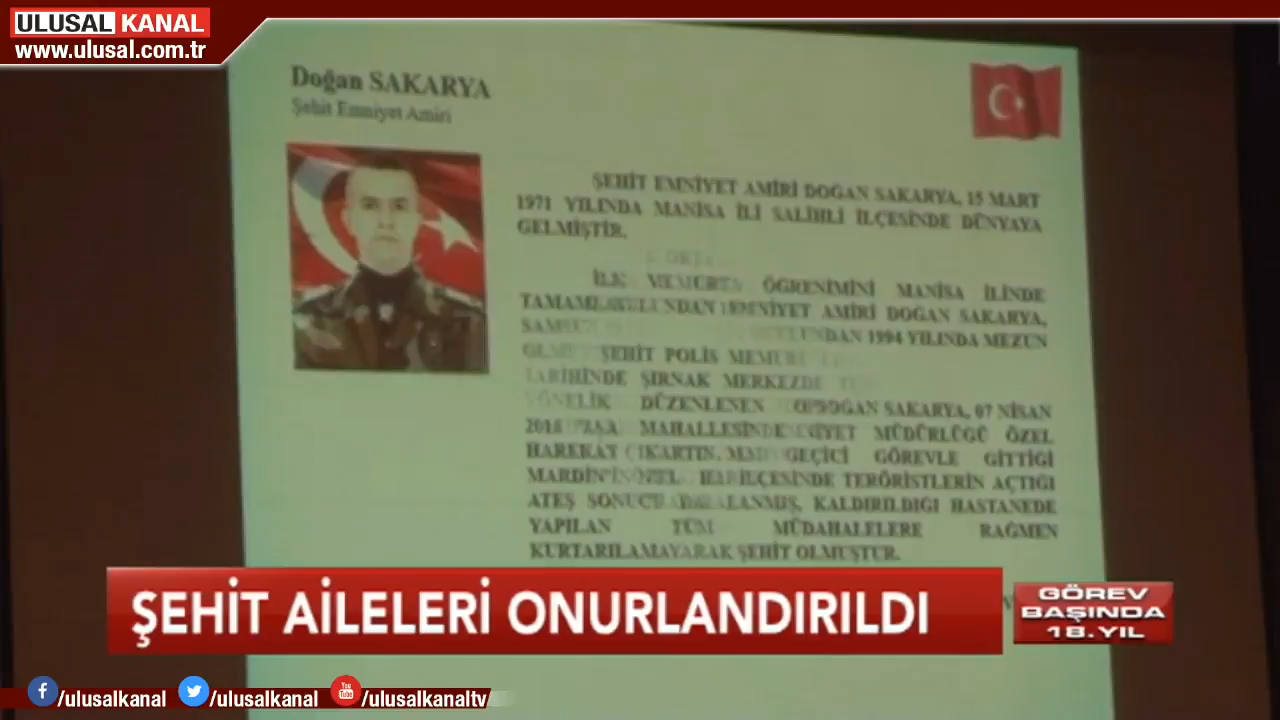 ULUSAL KANAL
www.ulusal.com.tr
Doğan SAKARYA
Şehit Emniyet Amiri
ŞEHİT EMNİYET AMİRİ DOĞAN SAKARYA, 15 MART
1971 YILINDA MANİSA İLİ SALİHLİ İLÇESİNDE DÜNYAYA
GELMİŞTİR.
ÖĞRENİMİNİ MANİSA İLİNDE
EMNİYET AMİRİ DOĞAN SAKARYA,
1994 YILINDA MEZUN
ŞEHİT POLİS
TARİHİNDE ŞIRNAK MERKEZDE
YÖNELİK DÜZENLENEN DOĞAN SAKARYA, 07 NİSAN
MAHALLESİNDE MÜDÜRLÜĞÜ ÖZEL
HAREKAT GEÇİCİ GÖREVLE GİTTİĞİ
İLÇESİNDE TERÖRİSTLERİN AÇTIĞI
ATEŞ KALDIRILDIĞI HASTANEDE
YAPILAN TÜM MÜDAHALELERE RAĞMEN
KURTARILAMAYARAK ŞEHİT OLMUŞTUR.
ŞEHİT AİLELERİ ONURLANDIRILDI
GÖREV
BAŞINDA
18.YIL
/ulusalkanal /ulusalkanal /ulusalkanaltv